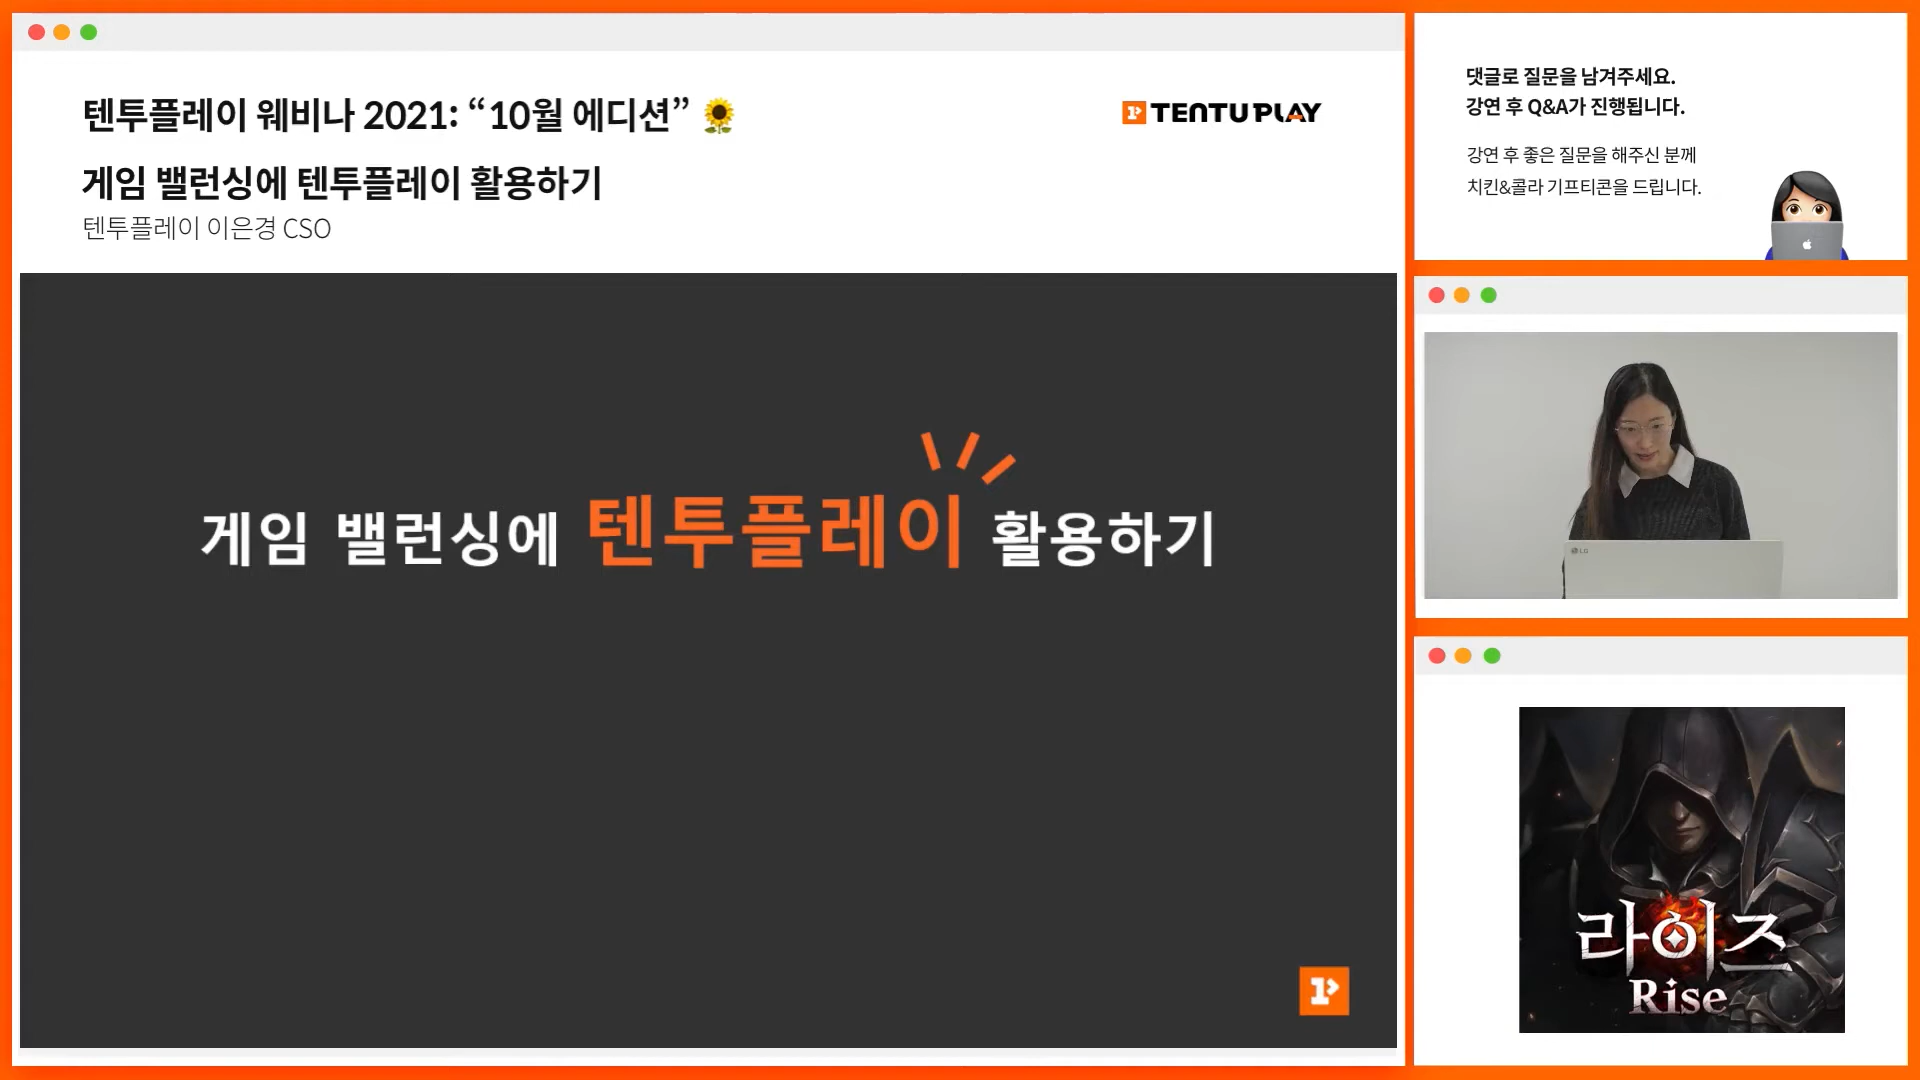 텐투플레이 웨비나 2021: “10월 에디션”
TENTUPLAY
게임 밸런싱에 텐투플레이 활용하기
텐투플레이 이은경 CSO
게임 밸런싱에 텐투플레이 활용하기
댓글로 질문을 남겨주세요.
강연 후 Q&A가 진행됩니다.
강연 후 좋은 질문을 해주신 분께
치킨&콜라 기프티콘을 드립니다.
LG
라이즈
Rise